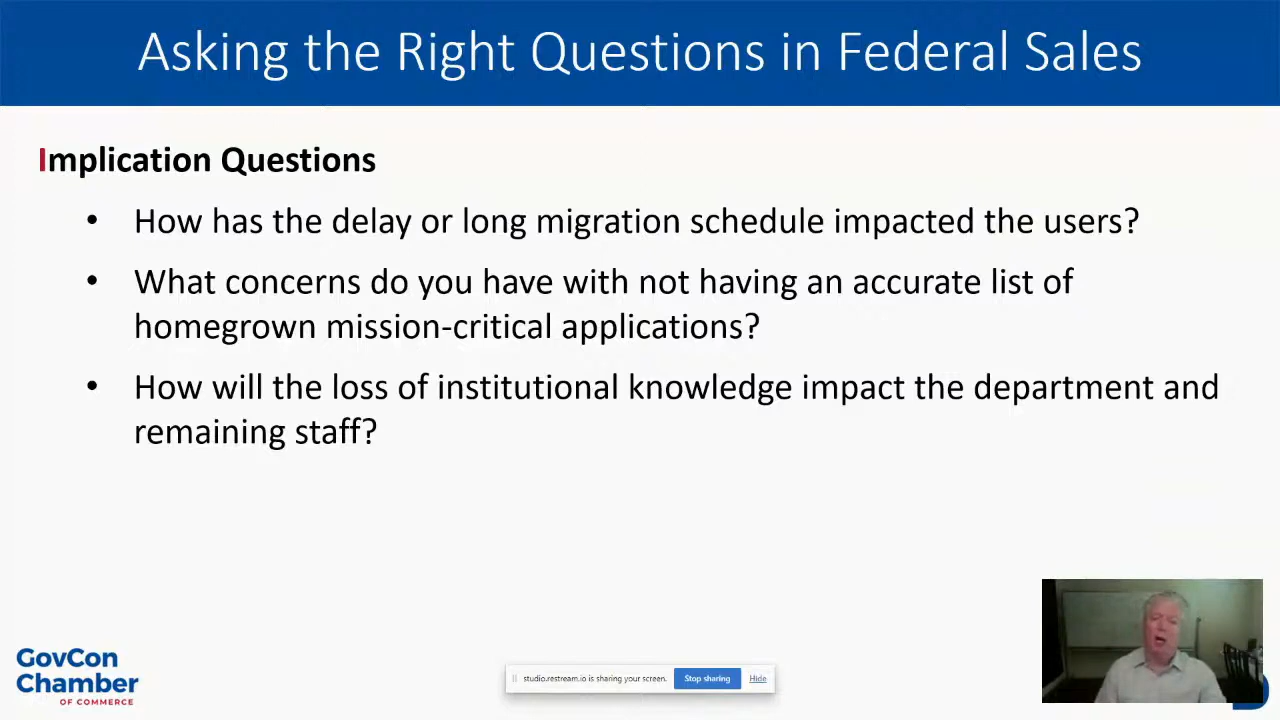 Asking the Right Questions in Federal Sales
Implication Questions
• How has the delay or long migration schedule impacted the users?
• What concerns do you have with not having an accurate list of
homegrown mission-critical applications?
• How will the loss of institutional knowledge impact the department and
remaining staff?
GovCon
Chamber
OF COMMERCE
studio.restream.io is sharing your screen.
Stop sharing
Hide